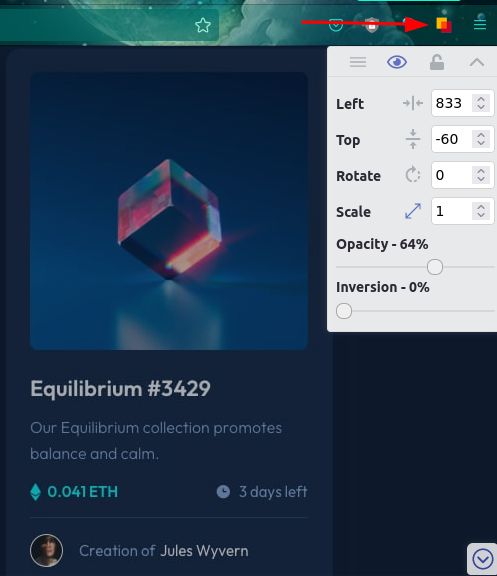 Left 833
Top -60
Rotate 0
Scale 1
Opacity - 64%
Inversion - 0%
Equilibrium #3429
Our Equilibrium collection promotes
balance and calm.
0.041 ETH 3 days left
Creation of Jules Wyvern